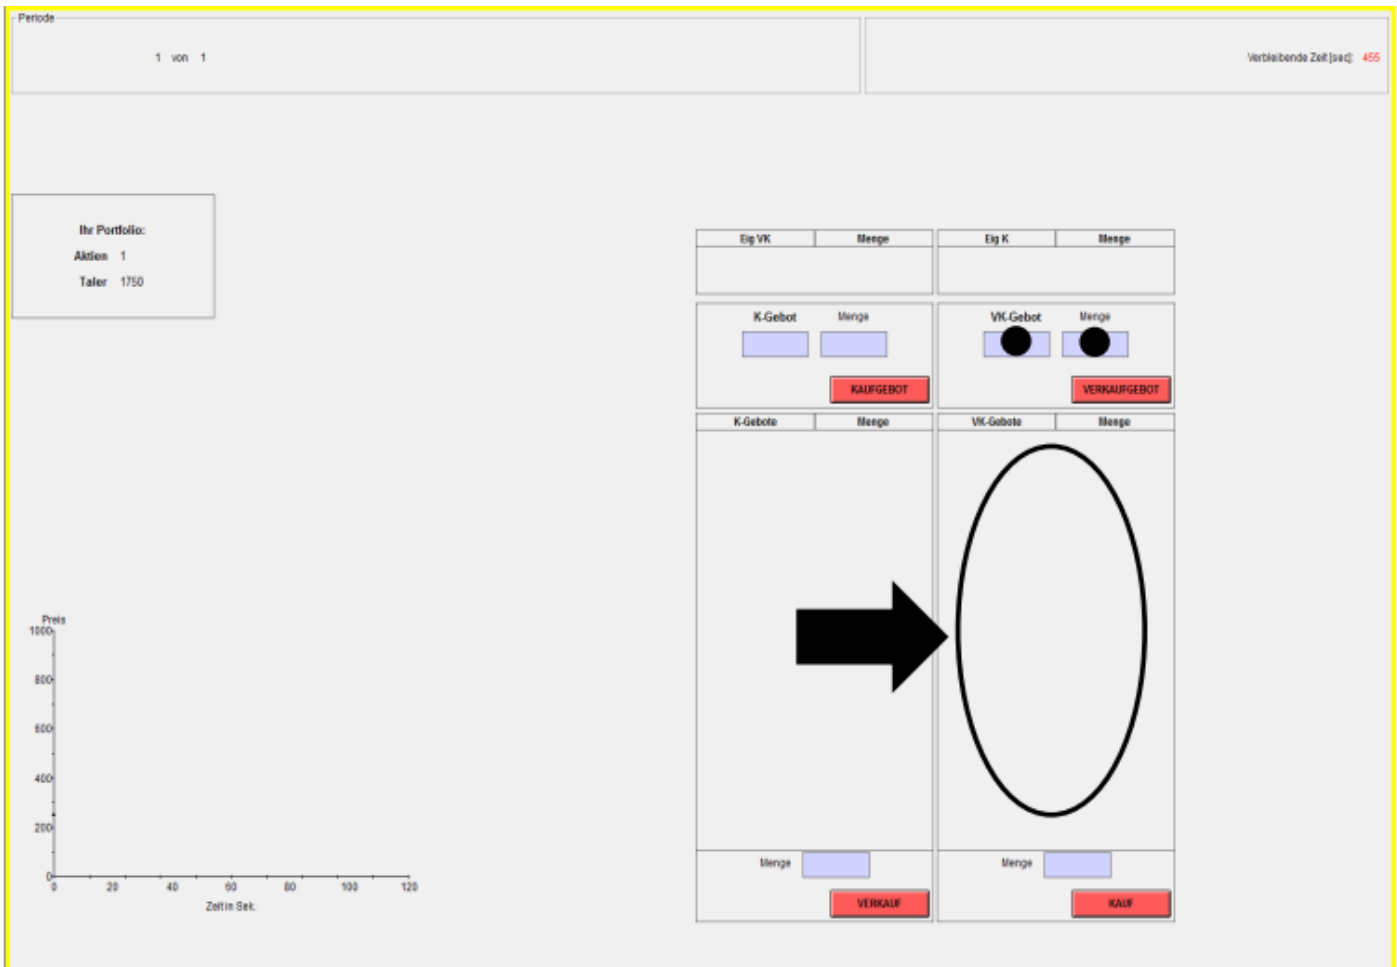 Periode
1 von 1
Verbleibende Zeit [sec]: 455
Ihr Portfolio:
Aktien 1
Taler 1750
Eig VK Menge Eig K Menge
K-Gebot Menge VK-Gebot Menge
KAUFGEBOT VERKAUFGEBOT
K-Gebote Menge VK-Gebote Menge
Preis
1000
800
600
400
200
0
0 20 40 60 80 100 120
Zeit in Sek.
Menge Menge
VERKAUF KAUF